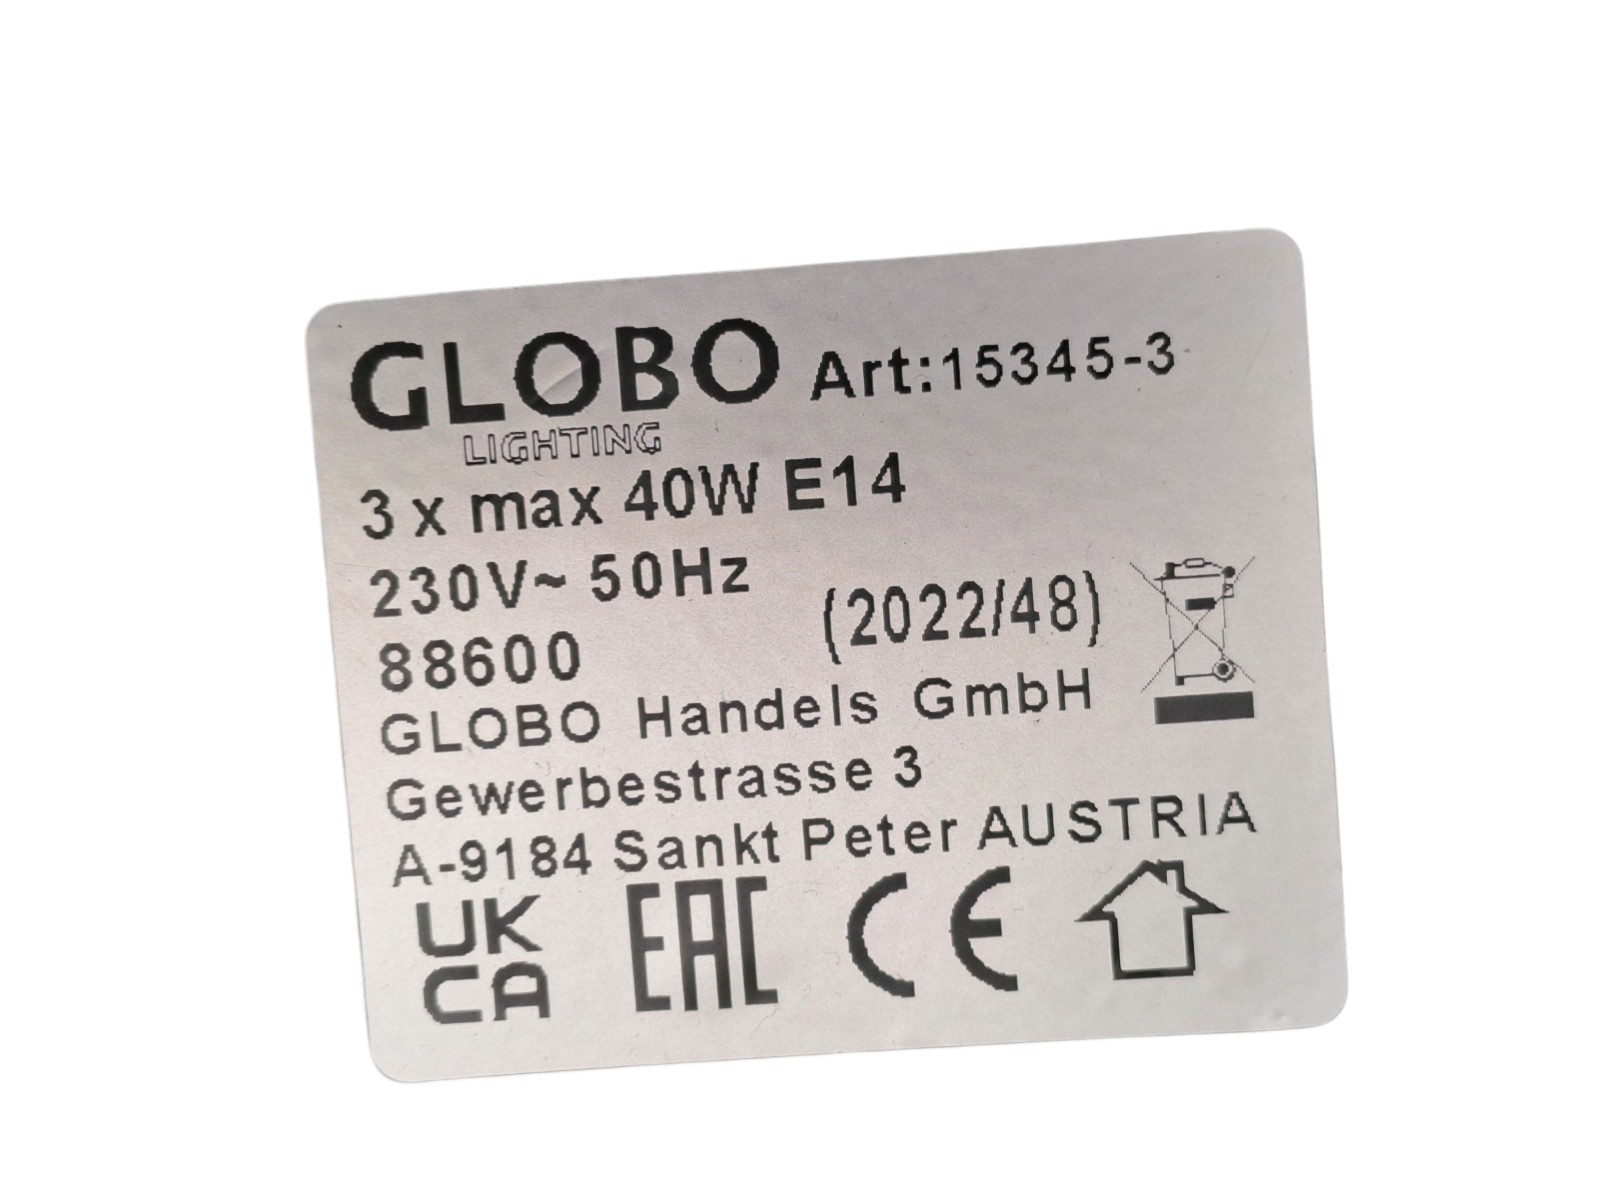 GLOBO Art:15345-3
LIGHTING
3 x max 40W E14
230V~ 50Hz
88600 (2022/48)
GLOBO Handels GmbH
Gewerbestrasse 3
A-9184 Sankt Peter AUSTRIA
UK
CA EAC CE